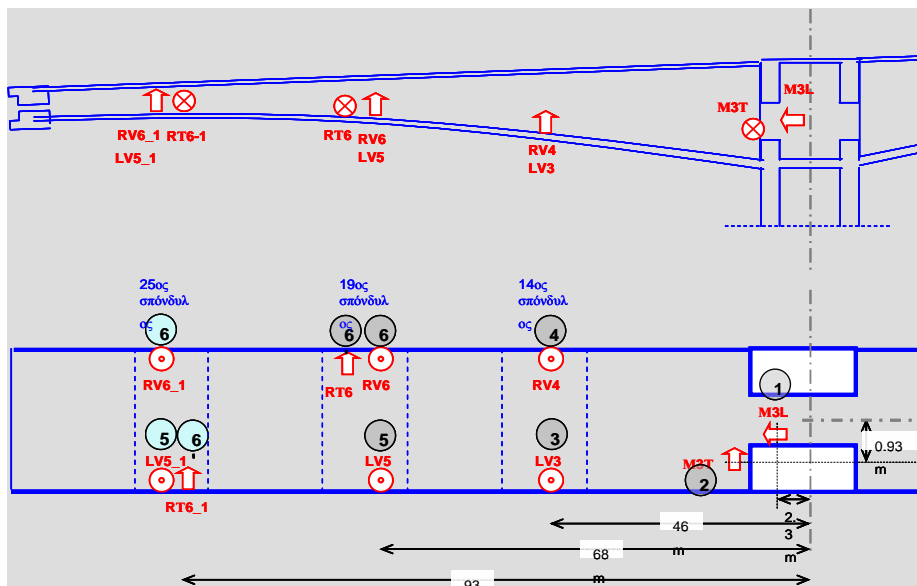 M3L
M3T
RV6_1 RT6-1
LV5_1
RT6
RV6
LV5
RV4
LV3
25ος
σπόνδυλ
ος
19ος
σπόνδυλ
ος
14ος
σπόνδυλ
ος
6
6
6
4
RV6_1
RT6
RV6
RV4
1
M3L
5
6
5
3
LV5_1
LV5
LV3
M3T
2
0.93
m
RT6_1
2.
3
m
46
m
68
m
93